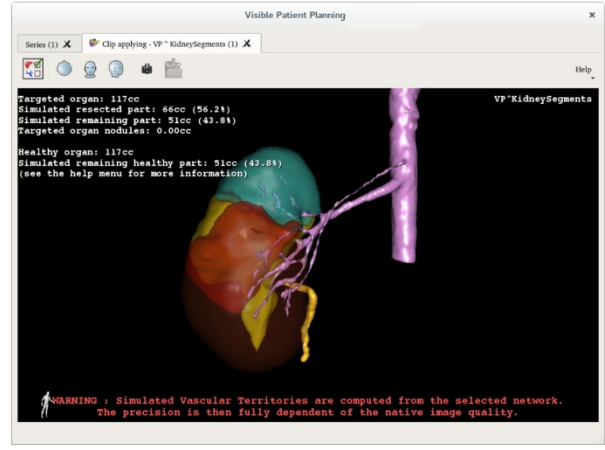 Visible Patient Planning
Series (1)
Clip applying - VP^KidneySegments (1)
Help
Targeted organ: 117cc
Simulated resected part: 66cc (56.2%)
Simulated remaining part: 51cc (43.8%)
Targeted organ nodules: 0.00cc
VP^KidneySegments
Healthy organ: 117cc
Simulated remaining healthy part: 51cc (43.8%)
(see the help menu for more information)
WARNING : Simulated Vascular Territories are computed from the selected network.
The precision is then fully dependent of the native image quality.